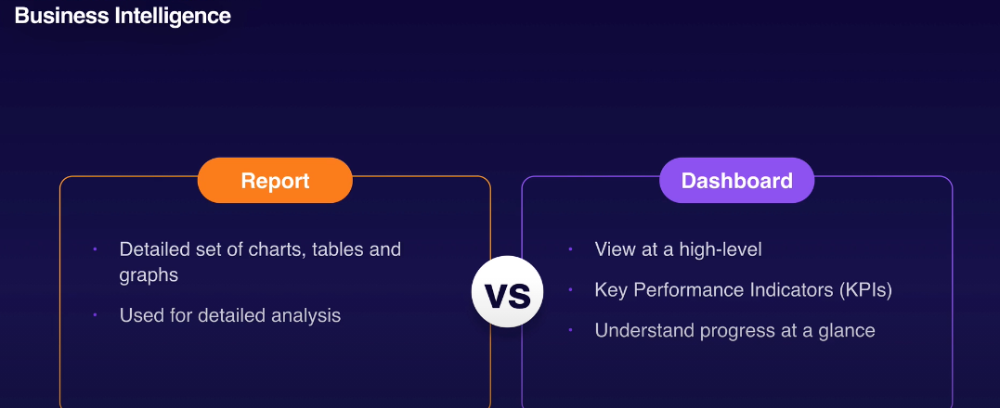 Business Intelligence
Report
Detailed set of charts, tables and
graphs
Used for detailed analysis
vs
Dashboard
View at a high-level
Key Performance Indicators (KPIs)
Understand progress at a glance